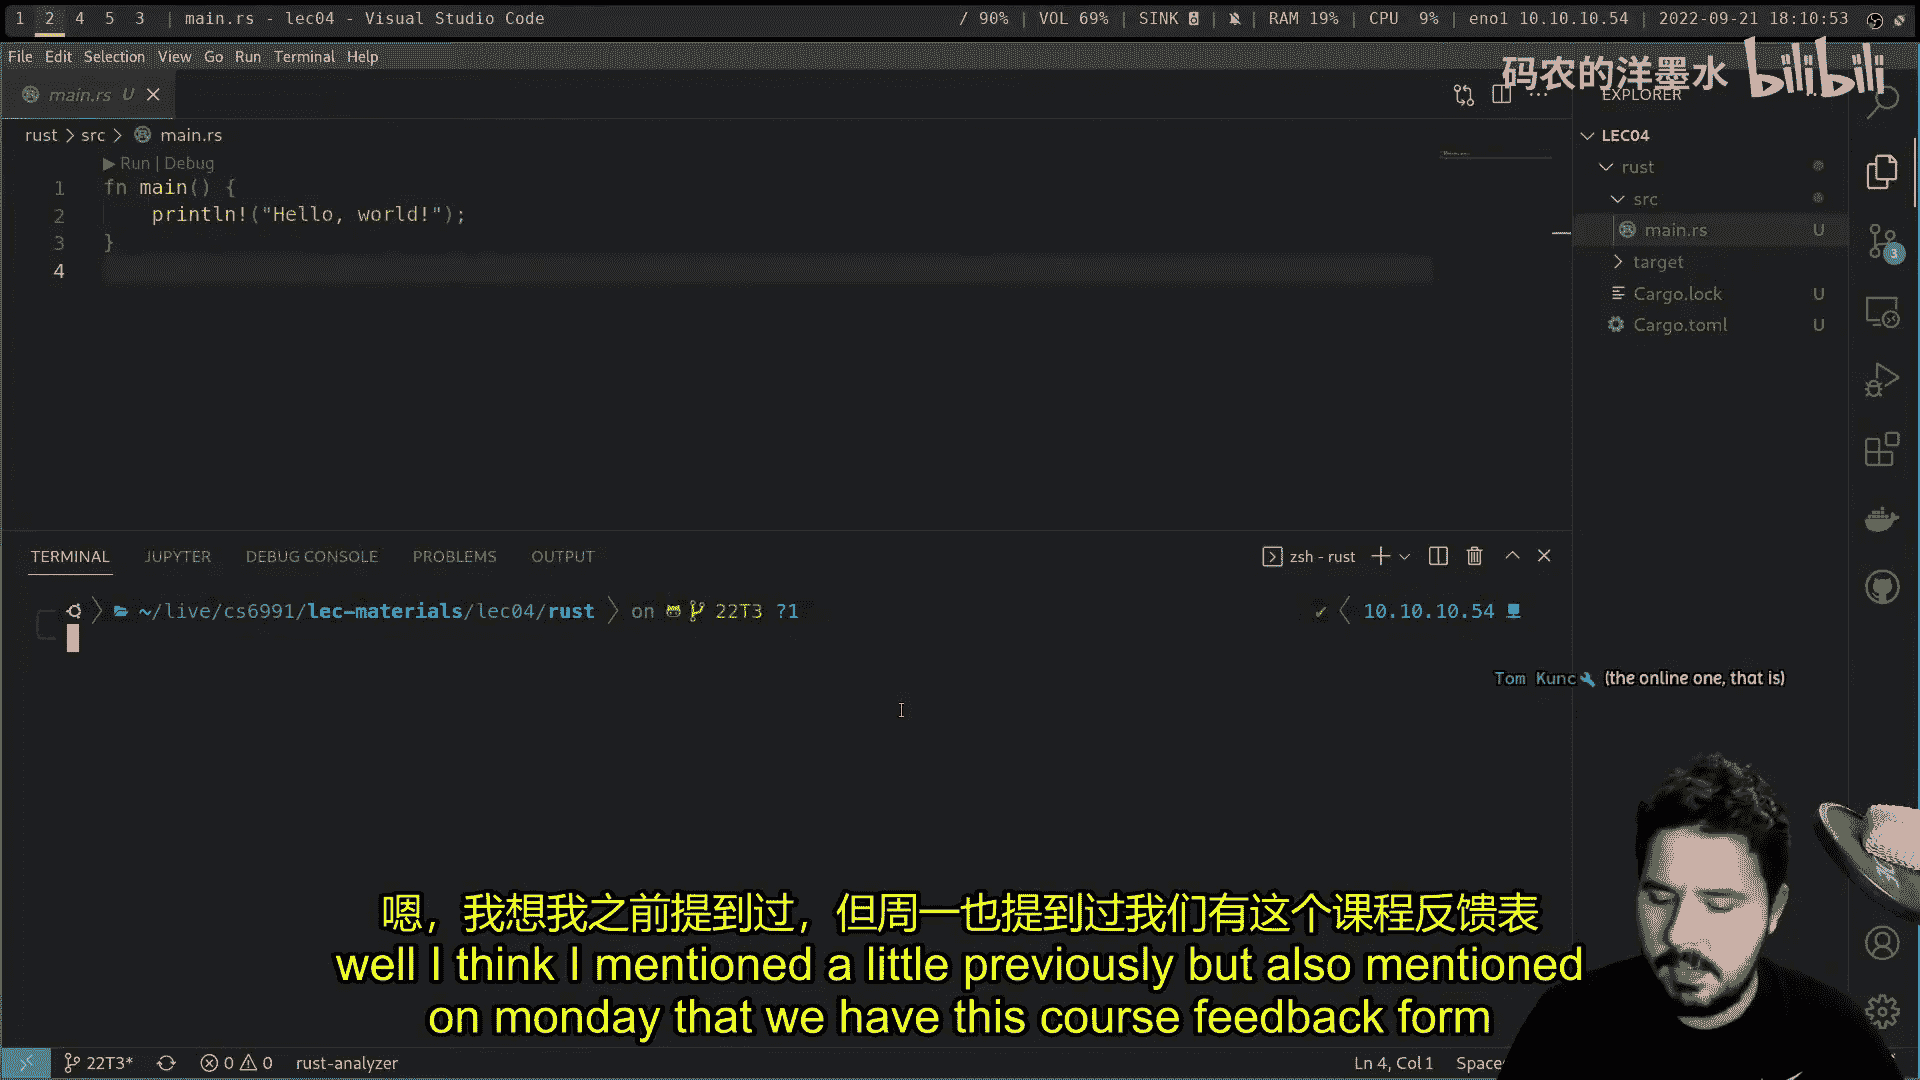 1 2 4 5 3 | main.rs - lec04 - Visual Studio Code
/ 90% | VOL 69% | SINK | | RAM 19% | CPU 9% | eno1 10.10.10.54 | 2022-09-21 18:10:53
File Edit Selection View Go Run Terminal Help
码农的洋墨水 bilibili
main.rs U
EXPLORER
rust > src > main.rs
LEC04
Run | Debug
rust
1 fn main() {
src
2 println!("Hello, world!");
main.rs U
3 }
target
4
Cargo.lock U
Cargo.toml U
3
TERMINAL JUPYTER DEBUG CONSOLE PROBLEMS OUTPUT
zsh - rust
~/live/cs6991/lec-materials/lec04/rust on 22T3 ?1
10.10.10.54
Tom Kunc (the online one, that is)
嗯，我想我之前提到过，但周一也提到过我们有这个课程反馈表
well I think I mentioned a little previously but also mentioned
on monday that we have this course feedback form
22T3* 0 0 rust-analyzer
Ln 4, Col 1